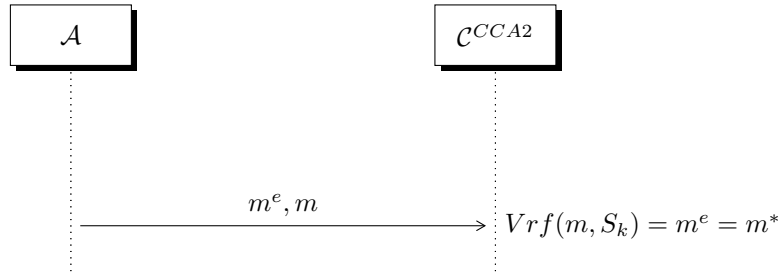 𝒜
𝒞^{CCA2}
m^e, m
Vrf(m, S_k) = m^e = m^*